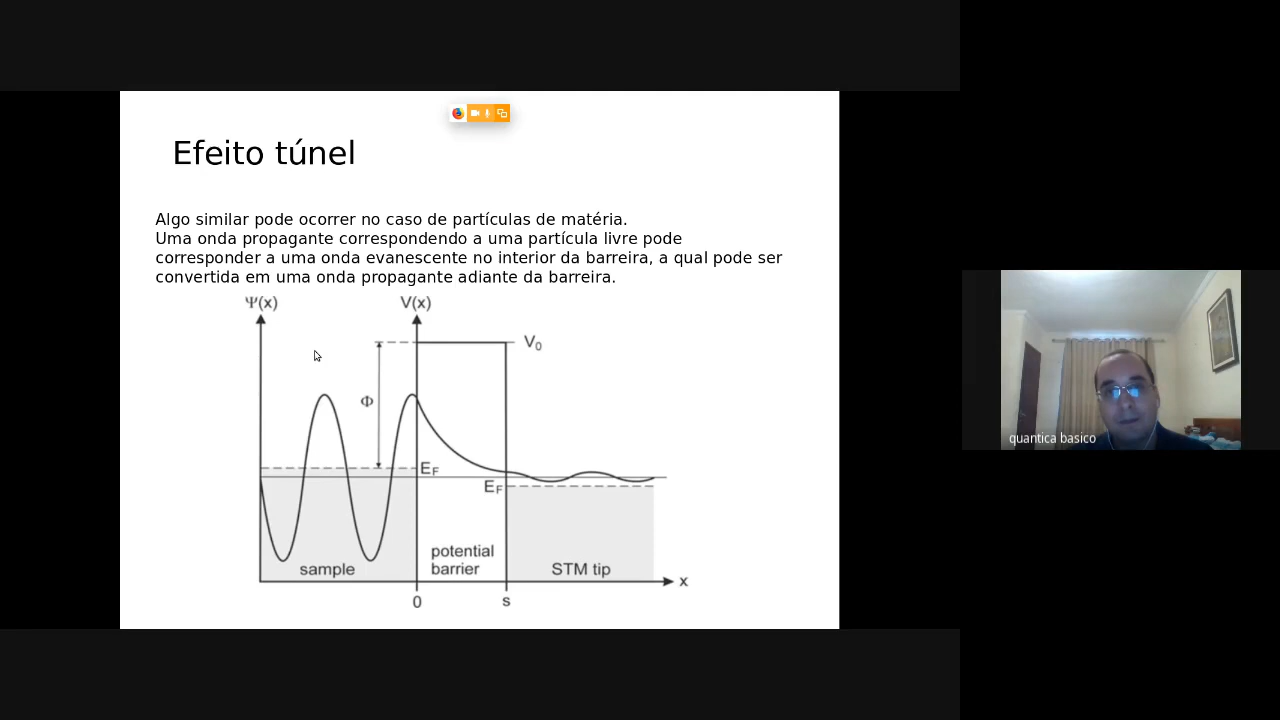 Efeito túnel
Algo similar pode ocorrer no caso de partículas de matéria.
Uma onda propagante correspondendo a uma partícula livre pode
corresponder a uma onda evanescente no interior da barreira, a qual pode ser
convertida em uma onda propagante adiante da barreira.
Ψ(x)
V(x)
V₀
Φ
E_F
E_F
potential
barrier
sample
STM tip
x
0
s
quantica basico